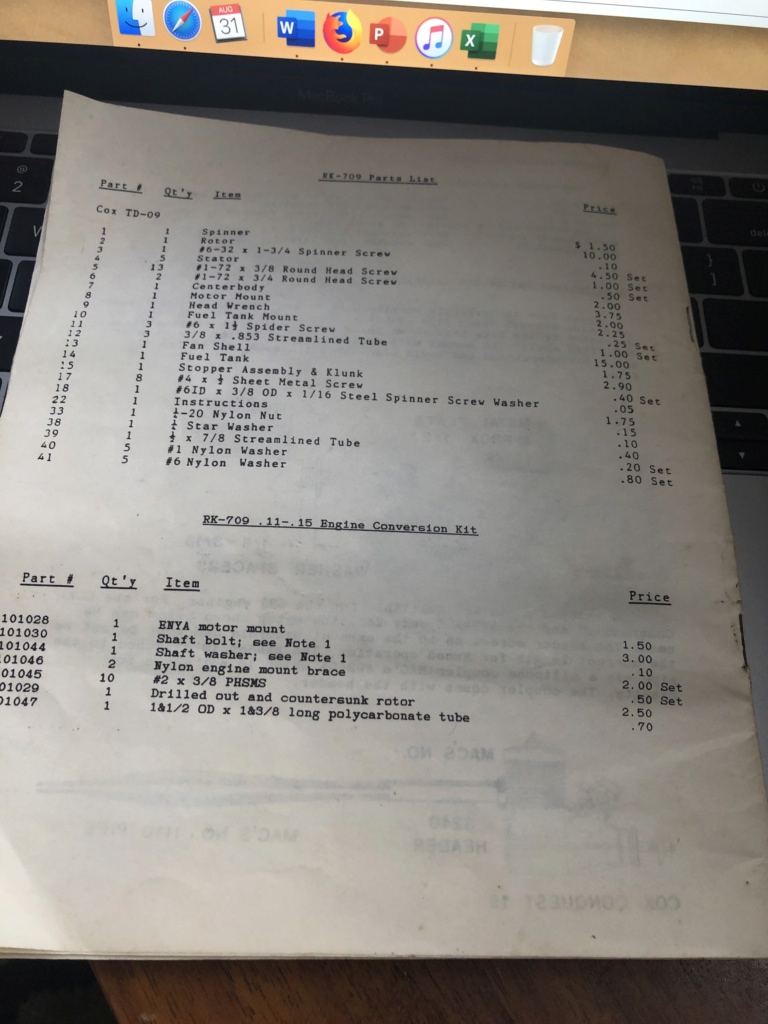 AUG
31
W
P
X
MacBook Pro
@
2
W
RK-709 Parts List
Part # Qt'y Item Price
Cox TD-09
1 1 Spinner $ 1.50
2 1 Rotor 10.00
3 1 #6-32 x 1-3/4 Spinner Screw .10
4 5 Stator 4.50 Set
5 13 #1-72 x 3/8 Round Head Screw 1.00 Set
6 2 #1-72 x 3/4 Round Head Screw .50 Set
7 1 Centerbody 2.00
8 1 Motor Mount 3.75
9 1 Head Wrench 2.00
10 1 Fuel Tank Mount 2.25
11 3 #6 x 1½ Spider Screw .25 Set
12 3 3/8 x .853 Streamlined Tube 1.00 Set
13 1 Fan Shell 15.00
14 1 Fuel Tank 1.75
15 1 Stopper Assembly & Klunk 2.90
17 8 #4 x ½ Sheet Metal Screw .40 Set
18 1 #6ID x 3/8 OD x 1/16 Steel Spinner Screw Washer .05
22 1 Instructions 1.75
33 1 ¼-20 Nylon Nut .15
38 1 ¼ Star Washer .10
39 1 ½ x 7/8 Streamlined Tube .40
40 5 #1 Nylon Washer .20 Set
41 5 #6 Nylon Washer .80 Set
RK-709 .11-.15 Engine Conversion Kit
Part # Qt'y Item Price
101028 1 ENYA motor mount 1.50
101030 1 Shaft bolt; see Note 1 3.00
101044 1 Shaft washer; see Note 1 .10
101046 2 Nylon engine mount brace 2.00 Set
01045 10 #2 x 3/8 PHSMS .50 Set
01029 1 Drilled out and countersunk rotor 2.50
01047 1 1&1/2 OD x 1&3/8 long polycarbonate tube .70